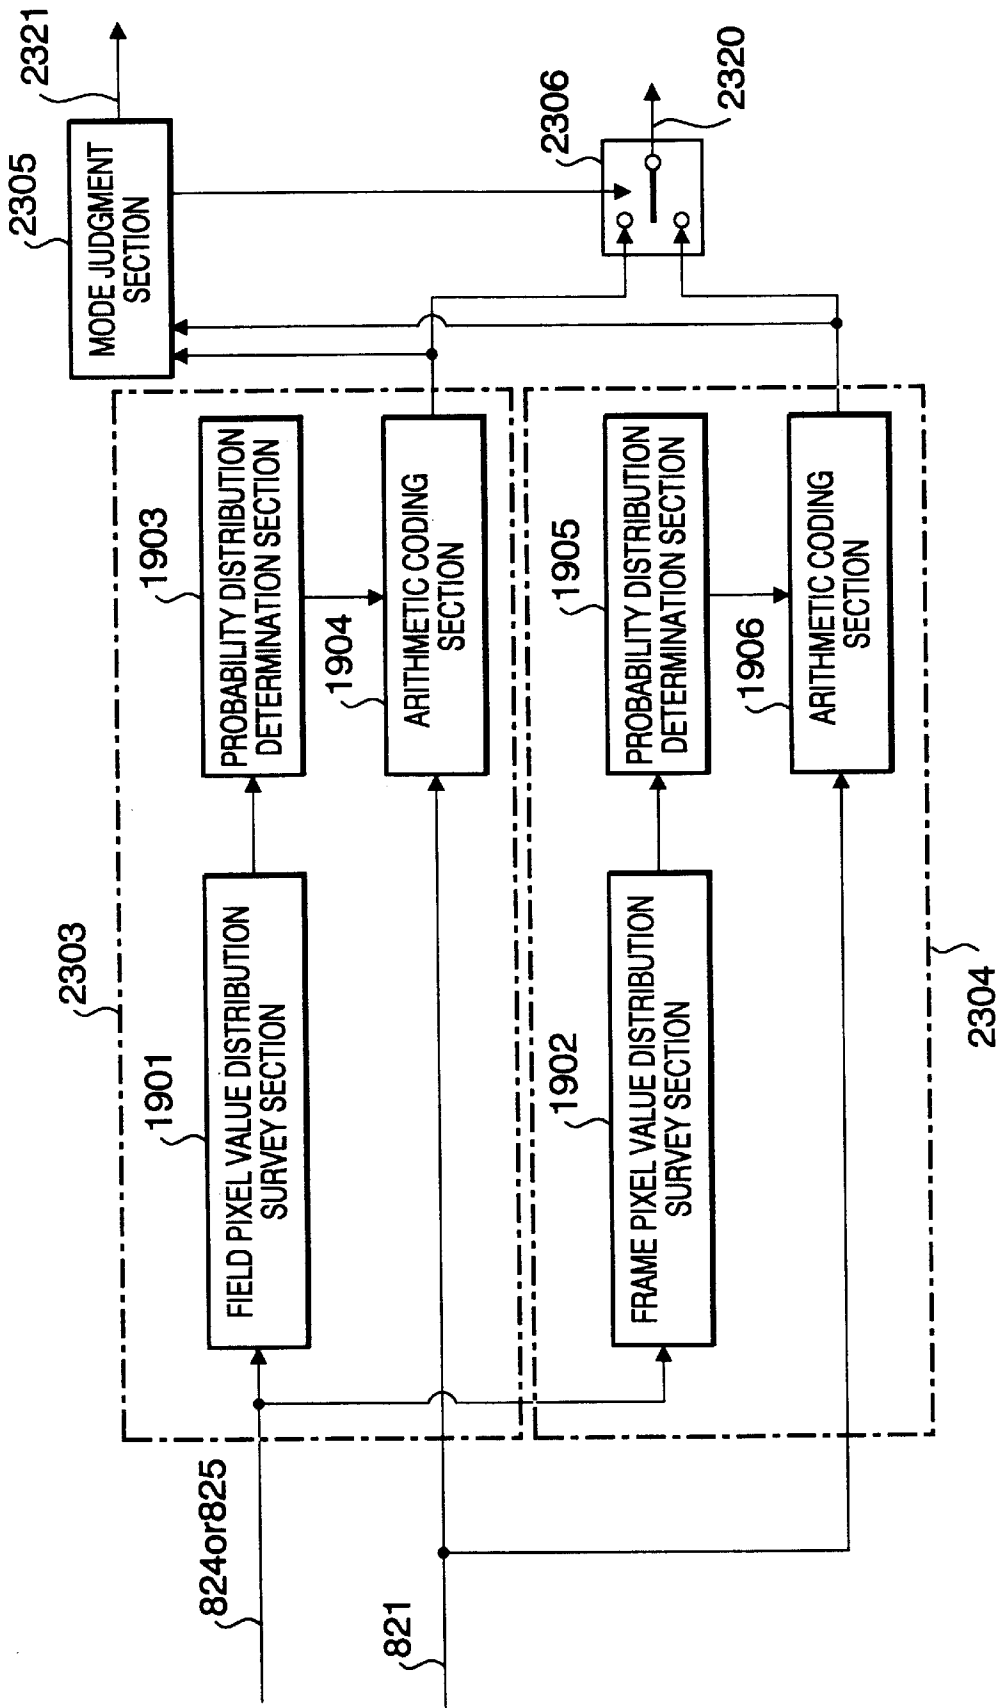 2303
1901
FIELD PIXEL VALUE DISTRIBUTION
SURVEY SECTION
1903
PROBABILITY DISTRIBUTION
DETERMINATION SECTION
1904
ARITHMETIC CODING
SECTION
2305
MODE JUDGMENT
SECTION
2321
2306
2320
824or825
821
1902
FRAME PIXEL VALUE DISTRIBUTION
SURVEY SECTION
1905
PROBABILITY DISTRIBUTION
DETERMINATION SECTION
1906
ARITHMETIC CODING
SECTION
2304